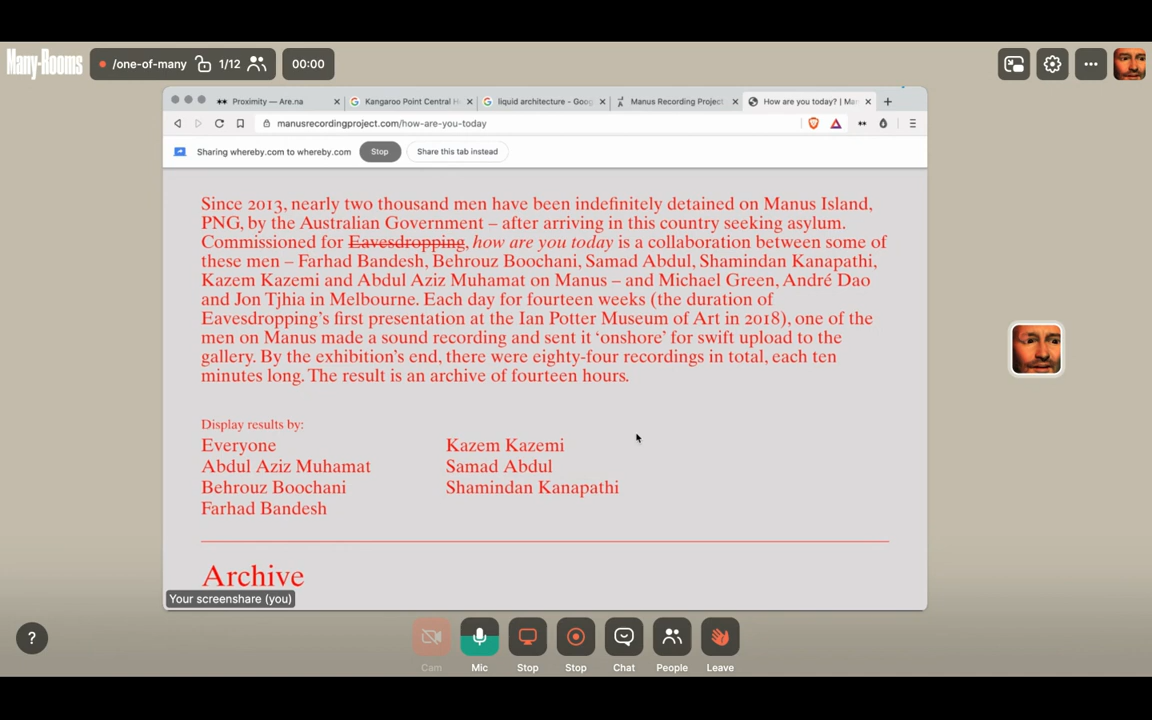 Many-Rooms
/one-of-many 1/12 00:00
Proximity — Are.na
Kangaroo Point Central H
liquid architecture - Goog
Manus Recording Project
How are you today? | Ma
manusrecordingproject.com/how-are-you-today
Sharing whereby.com to whereby.com Stop Share this tab instead
Since 2013, nearly two thousand men have been indefinitely detained on Manus Island,
PNG, by the Australian Government – after arriving in this country seeking asylum.
Commissioned for Eavesdropping, how are you today is a collaboration between some of
these men – Farhad Bandesh, Behrouz Boochani, Samad Abdul, Shamindan Kanapathi,
Kazem Kazemi and Abdul Aziz Muhamat on Manus – and Michael Green, André Dao
and Jon Tjhia in Melbourne. Each day for fourteen weeks (the duration of
Eavesdropping’s first presentation at the Ian Potter Museum of Art in 2018), one of the
men on Manus made a sound recording and sent it ‘onshore’ for swift upload to the
gallery. By the exhibition’s end, there were eighty-four recordings in total, each ten
minutes long. The result is an archive of fourteen hours.
Display results by:
Everyone
Abdul Aziz Muhamat
Behrouz Boochani
Farhad Bandesh
Kazem Kazemi
Samad Abdul
Shamindan Kanapathi
Archive
Your screenshare (you)
?
Cam
Mic
Stop
Stop
Chat
People
Leave